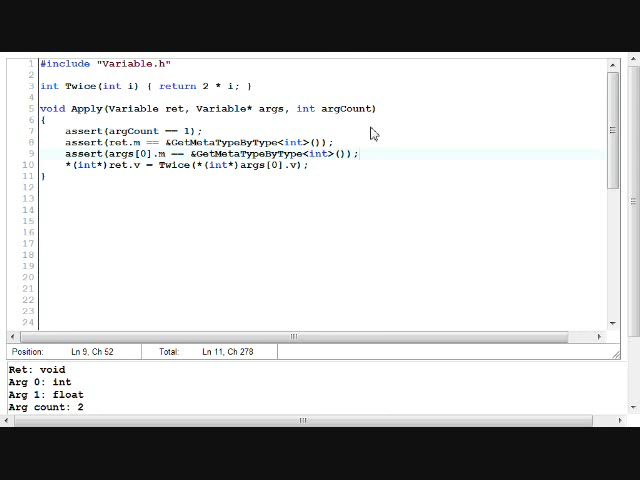 1 #include "Variable.h"
2
3 int Twice(int i) { return 2 * i; }
4
5 void Apply(Variable ret, Variable* args, int argCount)
6 {
7 assert(argCount == 1);
8 assert(ret.m == &GetMetaTypeByType<int>());
9 assert(args[0].m == &GetMetaTypeByType<int>());
10 *(int*)ret.v = Twice(*(int*)args[0].v);
11 }
12
13
14
15
16
17
18
19
20
21
22
23
24
Position: Ln 9, Ch 52 Total: Ln 11, Ch 278
Ret: void
Arg 0: int
Arg 1: float
Arg count: 2